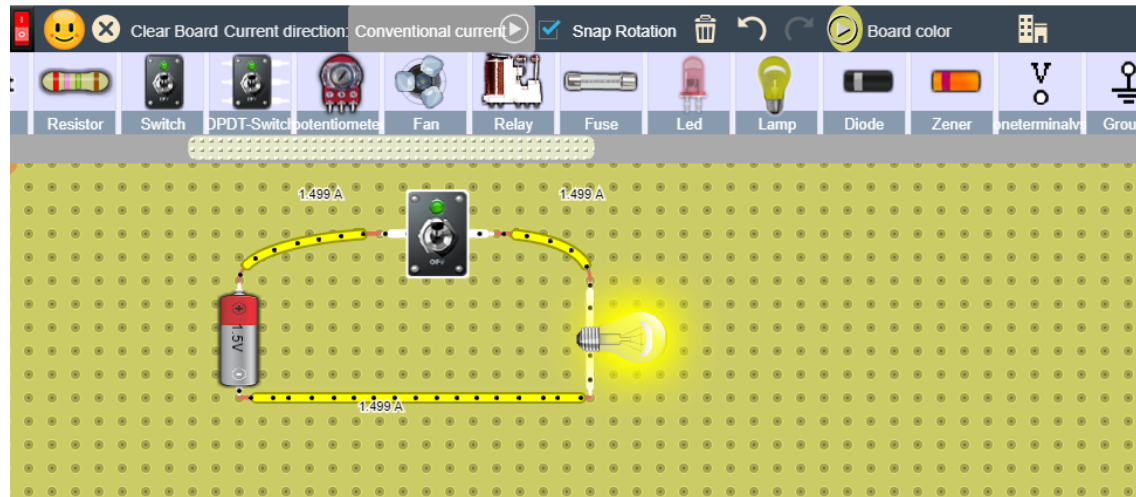 Clear Board Current direction: Conventional current Snap Rotation Board color
Resistor Switch DPDT-Switch potentiomete Fan Relay Fuse Led Lamp Diode Zener oneterminalvs Grou
1.499 A 1.499 A
1.5V
1.499 A